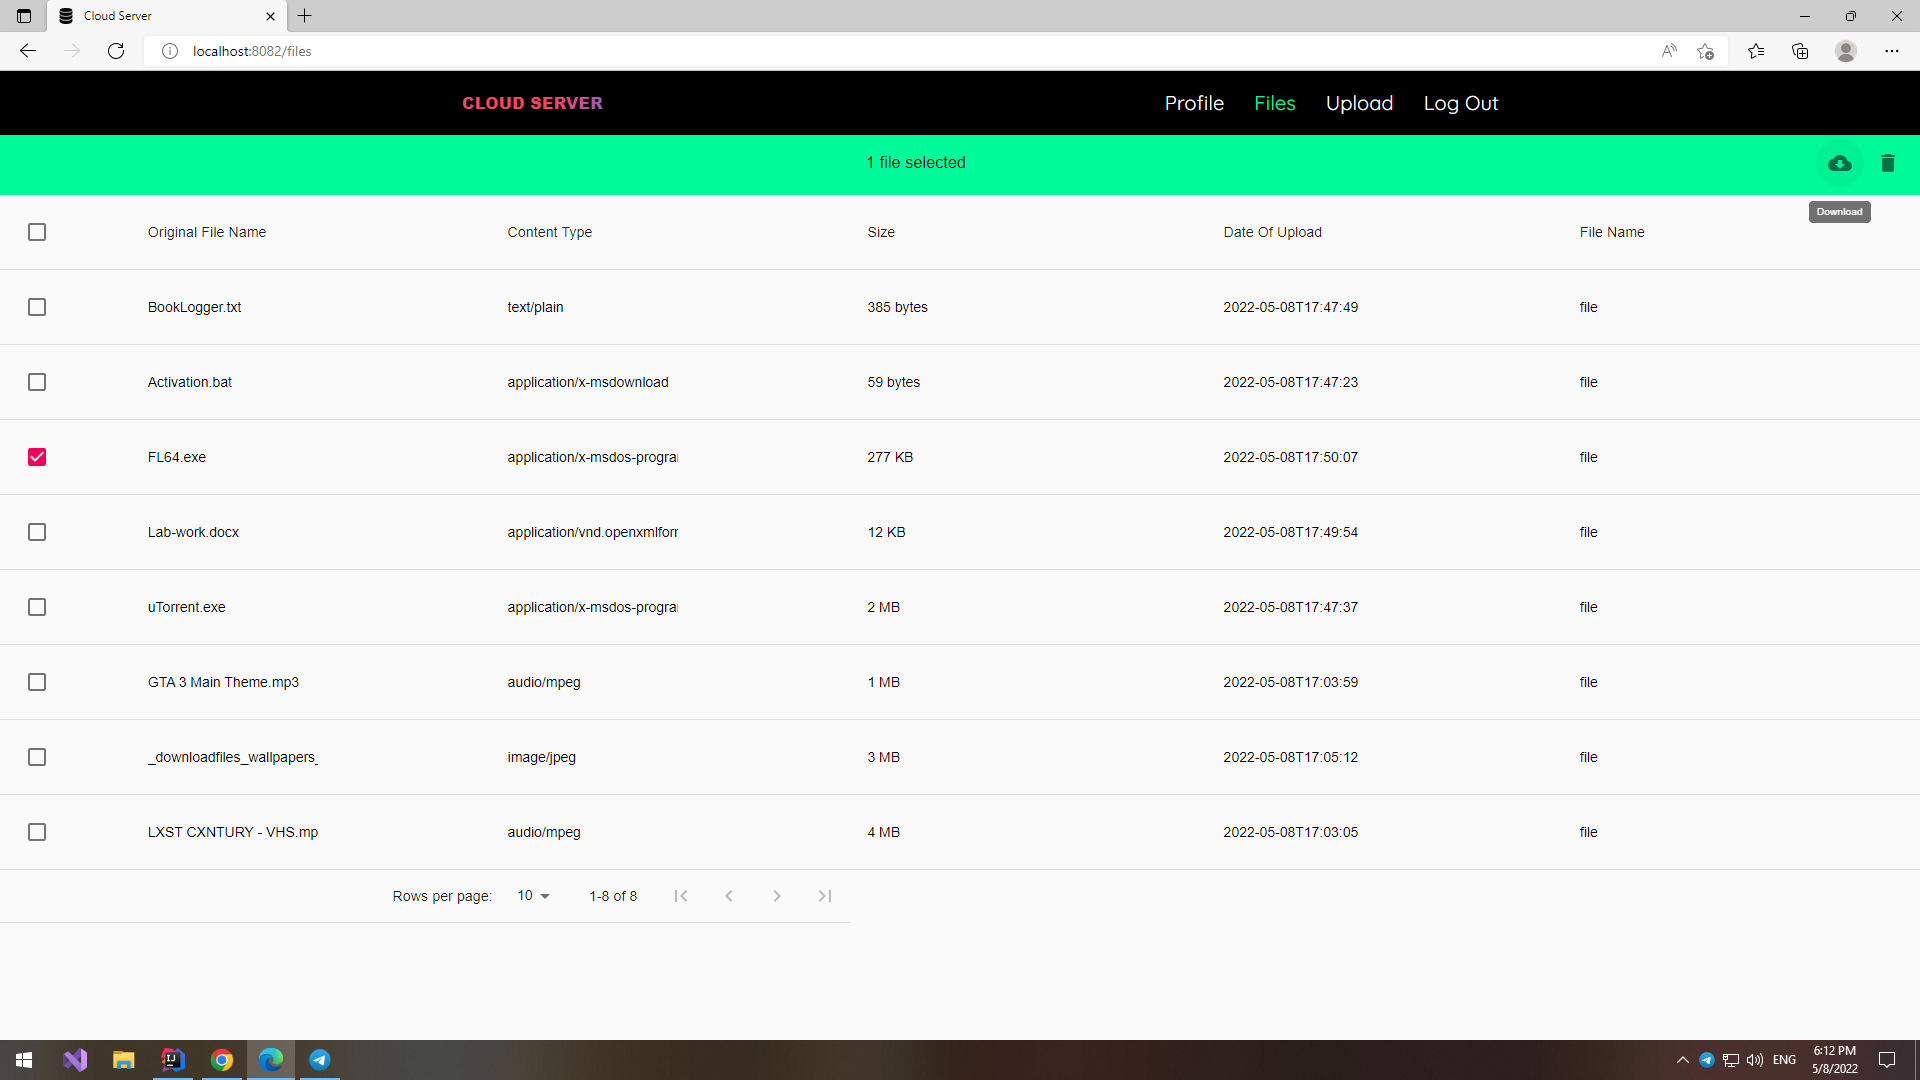 Cloud Server
localhost:8082/files
CLOUD SERVER
Profile Files Upload Log Out
1 file selected
Download
Original File Name Content Type Size Date Of Upload File Name
BookLogger.txt text/plain 385 bytes 2022-05-08T17:47:49 file
Activation.bat application/x-msdownload 59 bytes 2022-05-08T17:47:23 file
FL64.exe application/x-msdos-progra 277 KB 2022-05-08T17:50:07 file
Lab-work.docx application/vnd.openxmlforr 12 KB 2022-05-08T17:49:54 file
uTorrent.exe application/x-msdos-progra 2 MB 2022-05-08T17:47:37 file
GTA 3 Main Theme.mp3 audio/mpeg 1 MB 2022-05-08T17:03:59 file
_downloadfiles_wallpapers_ image/jpeg 3 MB 2022-05-08T17:05:12 file
LXST CXNTURY - VHS.mp audio/mpeg 4 MB 2022-05-08T17:03:05 file
Rows per page: 10 1-8 of 8
ENG
6:12 PM
5/8/2022